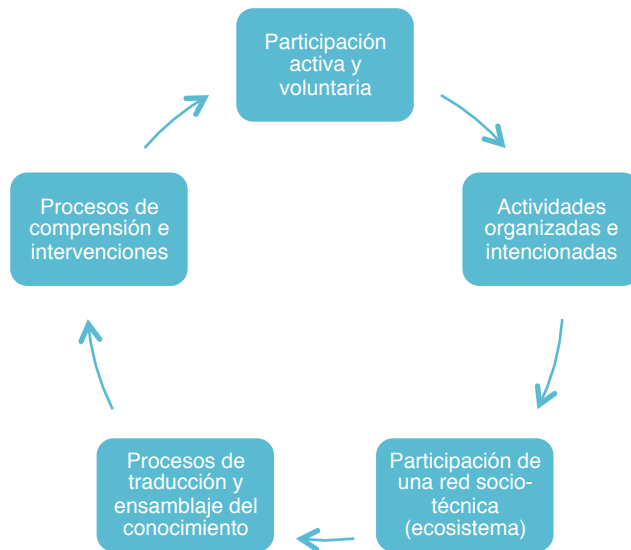 Participación
activa y
voluntaria
Actividades
organizadas e
intencionadas
Participación de
una red socio-
técnica
(ecosistema)
Procesos de
traducción y
ensamblaje del
conocimiento
Procesos de
comprensión e
intervenciones